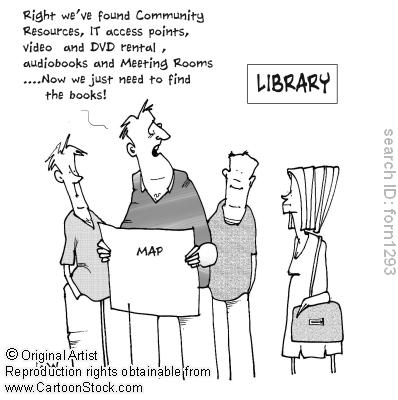 Right we've found Community
Resources, IT access points,
video and DVD rental ,
audiobooks and Meeting Rooms
....Now we just need to find
the books!
LIBRARY
MAP
search ID: forn1293
© Original Artist
Reproduction rights obtainable from
www.CartoonStock.com